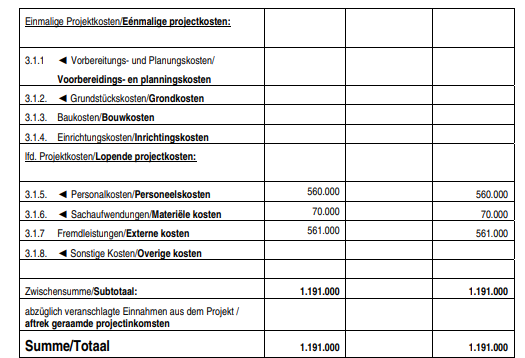 Einmalige Projektkosten/Eénmalige projectkosten:
3.1.1 ◄ Vorbereitungs- und Planungskosten/
Voorbereidings- en planningskosten
3.1.2. ◄ Grundstückskosten/Grondkosten
3.1.3. Baukosten/Bouwkosten
3.1.4. Einrichtungskosten/Inrichtingskosten
lfd. Projektkosten/Lopende projectkosten:
3.1.5. ◄ Personalkosten/Personeelskosten 560.000 560.000
3.1.6. ◄ Sachaufwendungen/Materiële kosten 70.000 70.000
3.1.7 Fremdleistungen/Externe kosten 561.000 561.000
3.1.8. ◄ Sonstige Kosten/Overige kosten
Zwischensumme/Subtotaal: 1.191.000 1.191.000
abzüglich veranschlagte Einnahmen aus dem Projekt /
aftrek geraamde projectinkomsten
Summe/Totaal 1.191.000 1.191.000